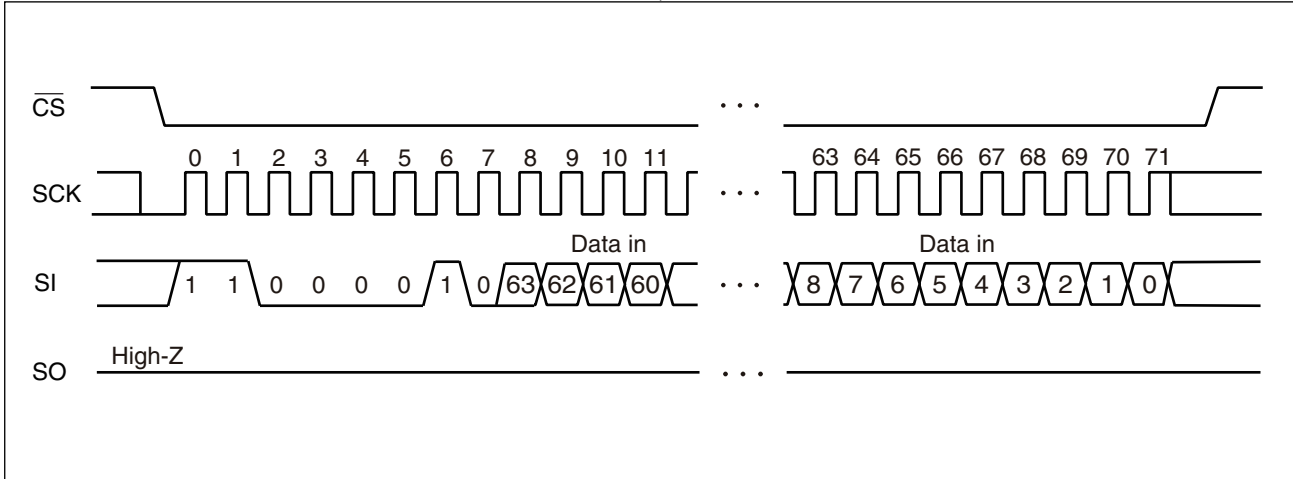 CS
. . .
0 1 2 3 4 5 6 7 8 9 10 11 63 64 65 66 67 68 69 70 71
SCK
. . .
Data in Data in
SI 1 1 0 0 0 0 1 0 63 62 61 60 . . . 8 7 6 5 4 3 2 1 0
High-Z
SO
. . .